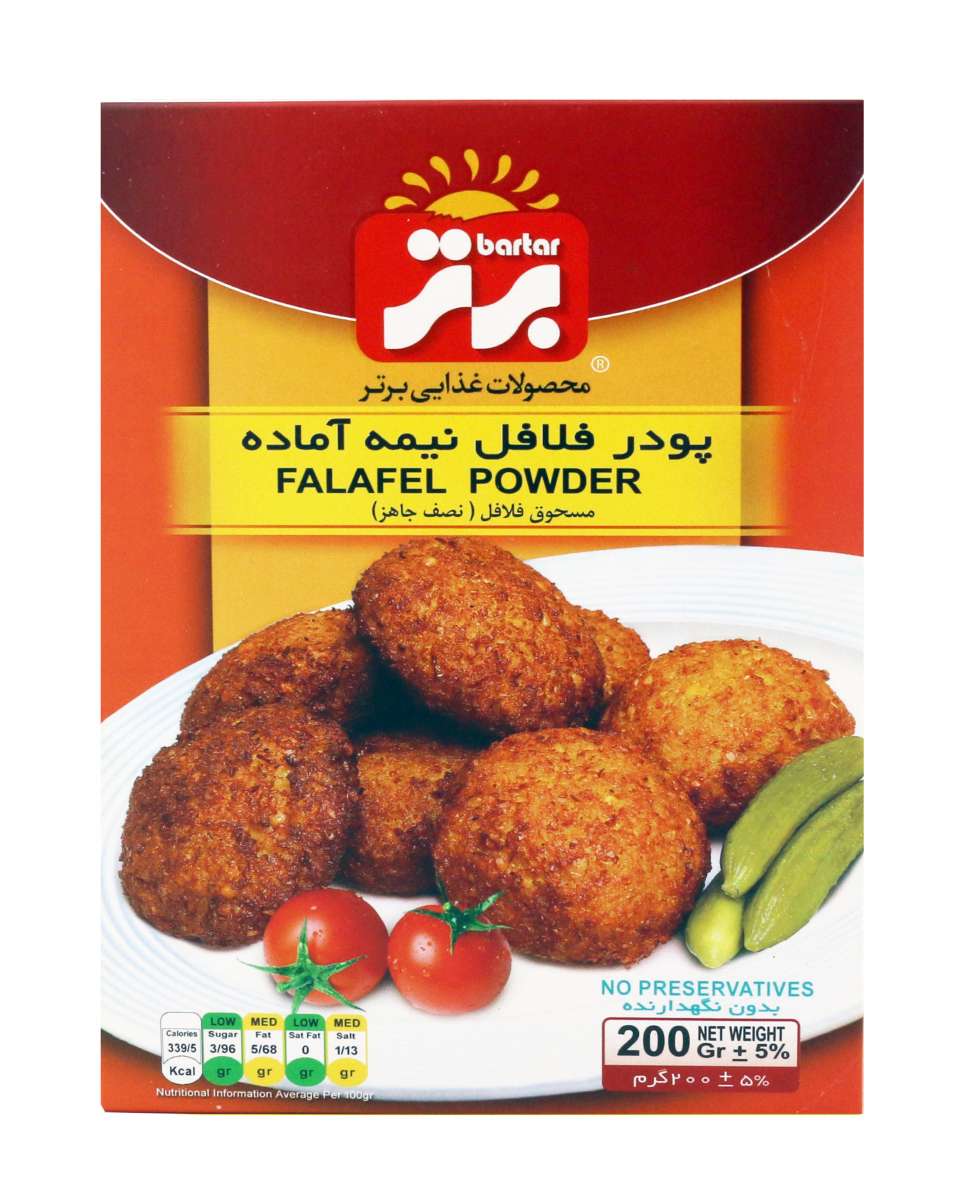 bartar
برتر
®
محصولات غذایی برتر
پودر فلافل نیمه آماده
FALAFEL POWDER
مسحوق فلافل ( نصف جاهز)
NO PRESERVATIVES
بدون نگهدارنده
200 NET WEIGHT Gr ± 5%
۲۰۰ گرم ± ۵%
Calories 339/5 Kcal
LOW Sugar 3/96 gr
MED Fat 5/68 gr
LOW Sat Fat 0 gr
MED Salt 1/13 gr
Nutritional Information Average Per 100gr